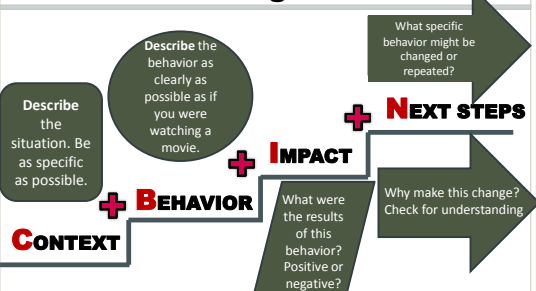 Describe
the
situation. Be
as specific
as possible.
CONTEXT
Describe the
behavior as
clearly as
possible as if
you were
watching a
movie.
BEHAVIOR
IMPACT
What were
the results
of this
behavior?
Positive or
negative?
What specific
behavior might be
changed or
repeated?
NEXT STEPS
Why make this change?
Check for understanding